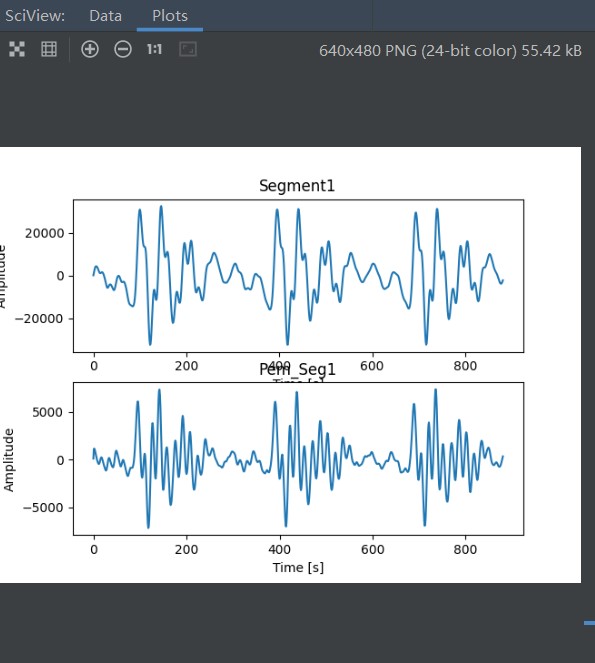 SciView: Data Plots
1:1 640x480 PNG (24-bit color) 55.42 kB
Segment1
Amplitude
20000
0
−20000
0 200 400 600 800
Time [s]
Pem_Seg1
Amplitude
5000
0
−5000
0 200 400 600 800
Time [s]